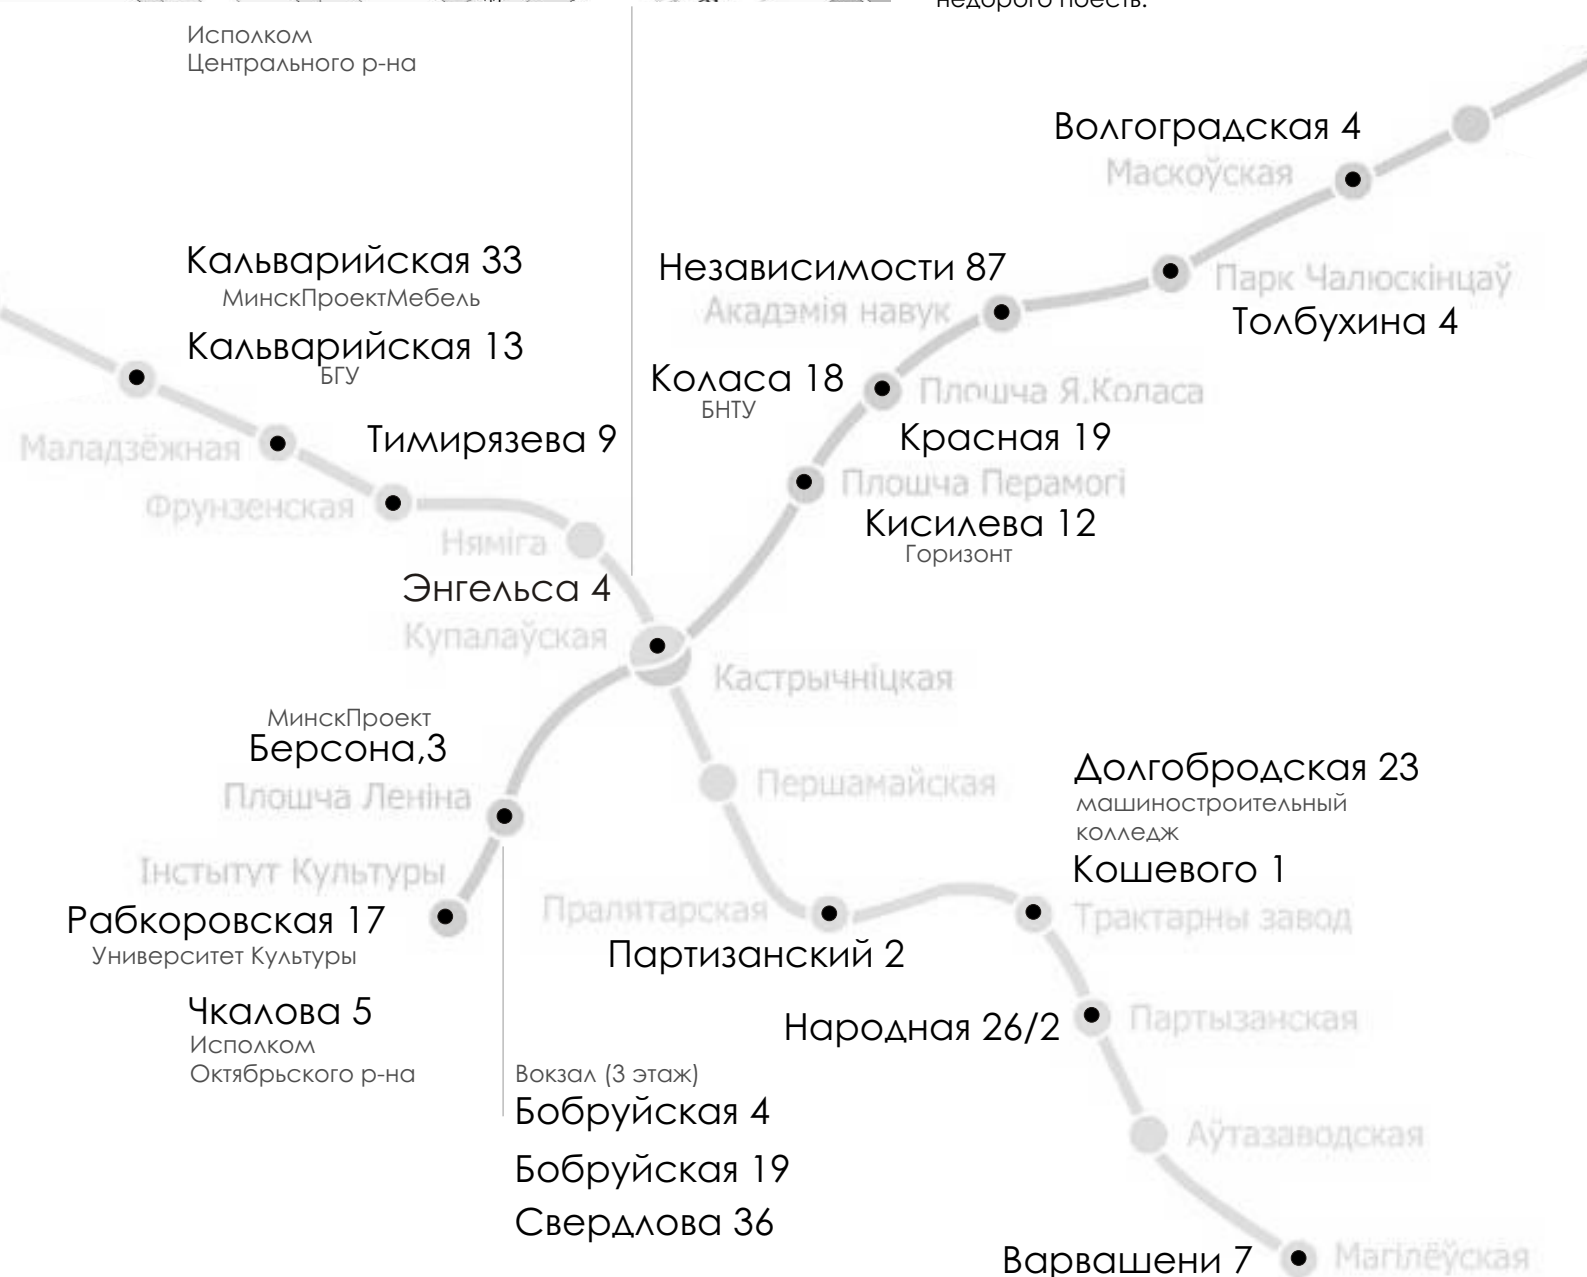 недорого поесть.
Исполком
Центрального р-на
Волгоградская 4
Маскоўская
Кальварийская 33
МинскПроектМебель
Независимости 87
Акадэмія навук
Парк Чалюскінцаў
Толбухина 4
Кальварийская 13
БГУ
Коласа 18
БНТУ
Плошча Я.Коласа
Красная 19
Маладзёжная
Тимирязева 9
Плошча Перамогі
Кисилева 12
Горизонт
Фрунзенская
Няміга
Энгельса 4
Купалаўская
Кастрычніцкая
МинскПроект
Берсона,3
Плошча Леніна
Першамайская
Долгобродская 23
машиностроительный
колледж
Кошевого 1
Трактарны завод
Інстытут Культуры
Рабкоровская 17
Университет Культуры
Пралятарская
Партизанский 2
Чкалова 5
Исполком
Октябрьского р-на
Народная 26/2
Партызанская
Вокзал (3 этаж)
Бобруйская 4
Бобруйская 19
Свердлова 36
Аўтазаводская
Варвашени 7
Магілёўская